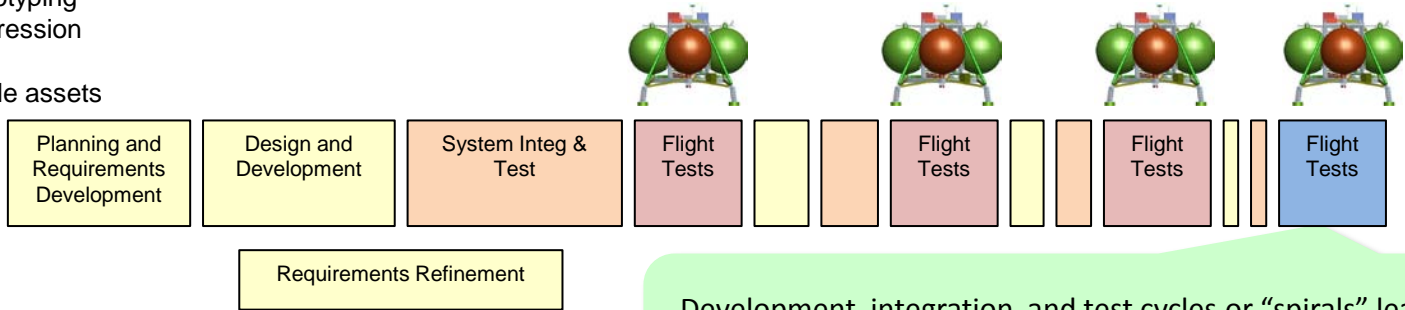 ression
le assets
Planning and
Requirements
Development
Design and
Development
System Integ &
Test
Flight
Tests
Flight
Tests
Flight
Tests
Flight
Tests
Requirements Refinement
Development, integration, and test cycles or “spirals” lea